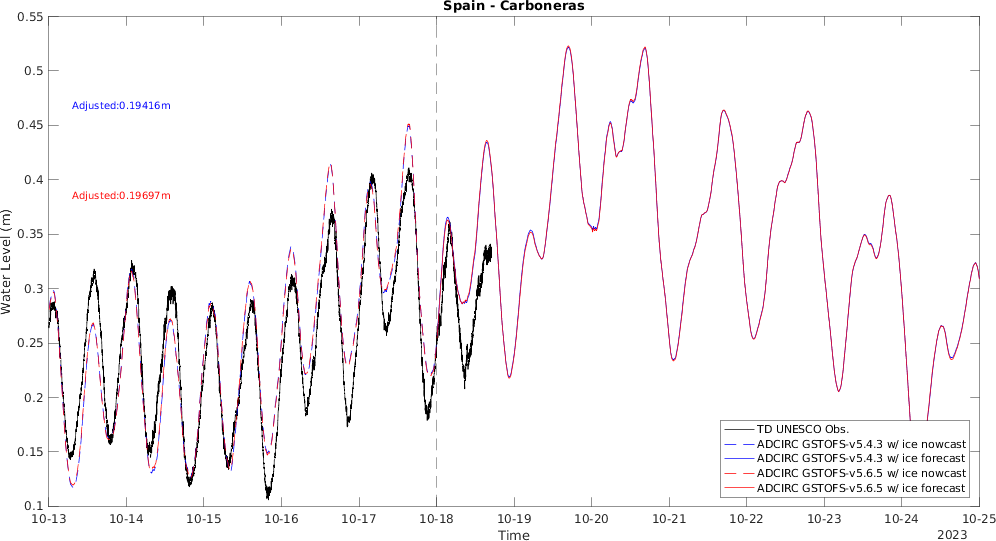 Spain - Carboneras
0.55
0.5
0.45
0.4
0.35
0.3
0.25
0.2
0.15
0.1
Water Level (m)
Adjusted:0.19416m
Adjusted:0.19697m
TD UNESCO Obs.
ADCIRC GSTOFS-v5.4.3 w/ ice nowcast
ADCIRC GSTOFS-v5.4.3 w/ ice forecast
ADCIRC GSTOFS-v5.6.5 w/ ice nowcast
ADCIRC GSTOFS-v5.6.5 w/ ice forecast
10-13 10-14 10-15 10-16 10-17 10-18 10-19 10-20 10-21 10-22 10-23 10-24 10-25
Time
2023